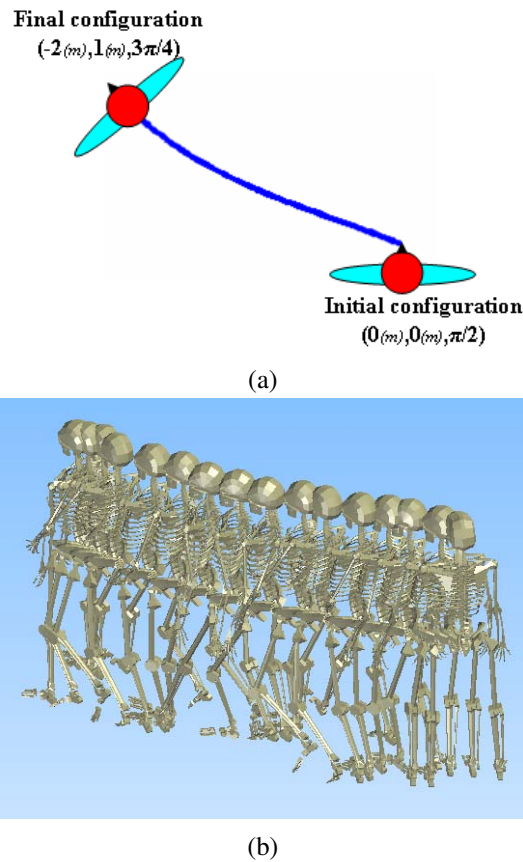 Final configuration
(-2(m),1(m),3π/4)
Initial configuration
(0(m),0(m),π/2)
(a)
(b)